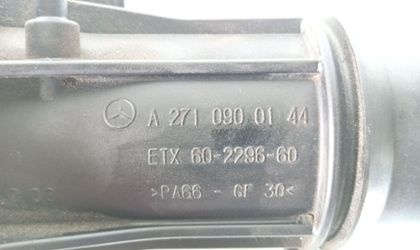 A 271 090 01 44
ETX 60-2296-60
>PA66 - GF 30<